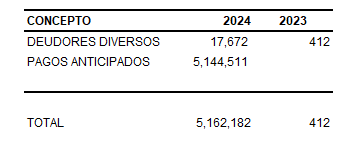 CONCEPTO 2024 2023
DEUDORES DIVERSOS 17,672 412
PAGOS ANTICIPADOS 5,144,511
TOTAL 5,162,182 412